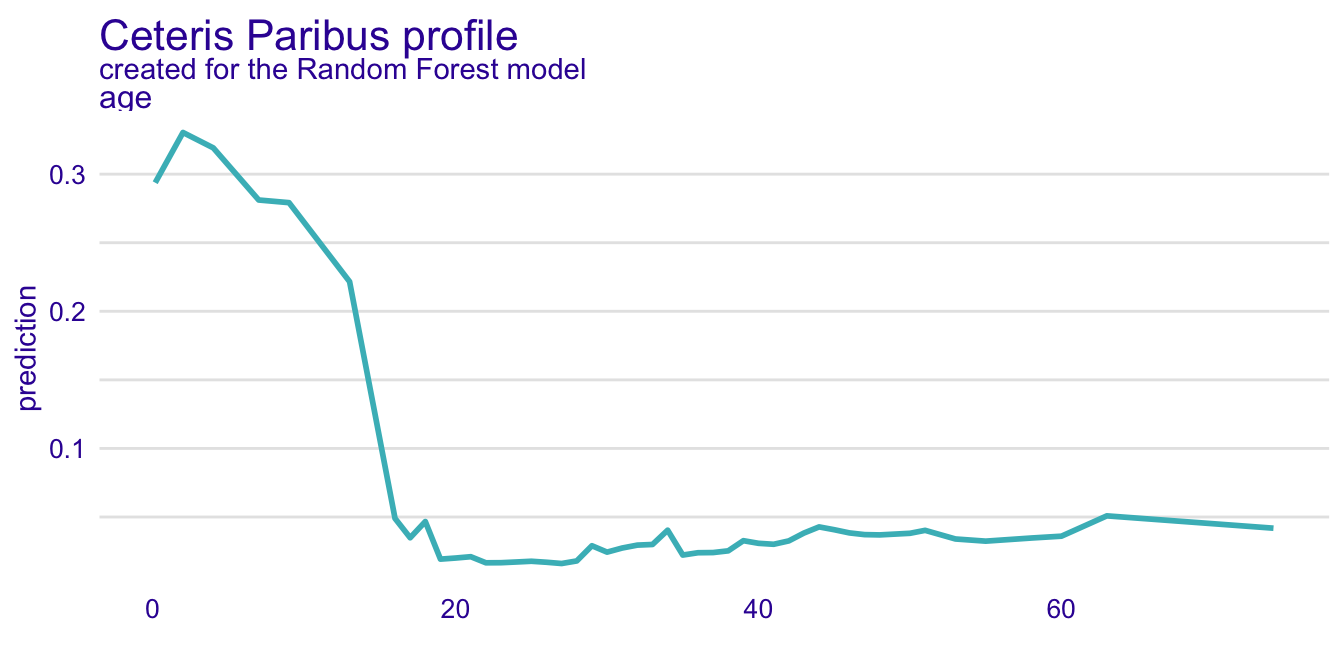 Ceteris Paribus profile
created for the Random Forest model
age
0.3
0.2
0.1
prediction
0 20 40 60